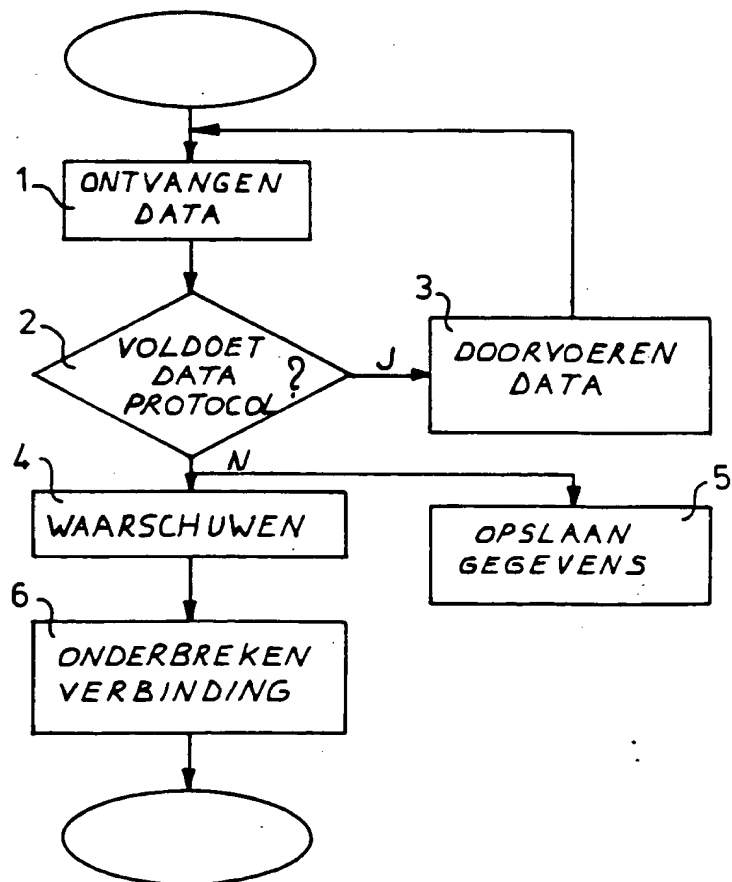 1
ONTVANGEN
DATA
2
VOLDOET
DATA
PROTOCOL?
J
3
DOORVOEREN
DATA
N
4
WAARSCHUWEN
5
OPSLAAN
GEGEVENS
6
ONDERBREKEN
VERBINDING